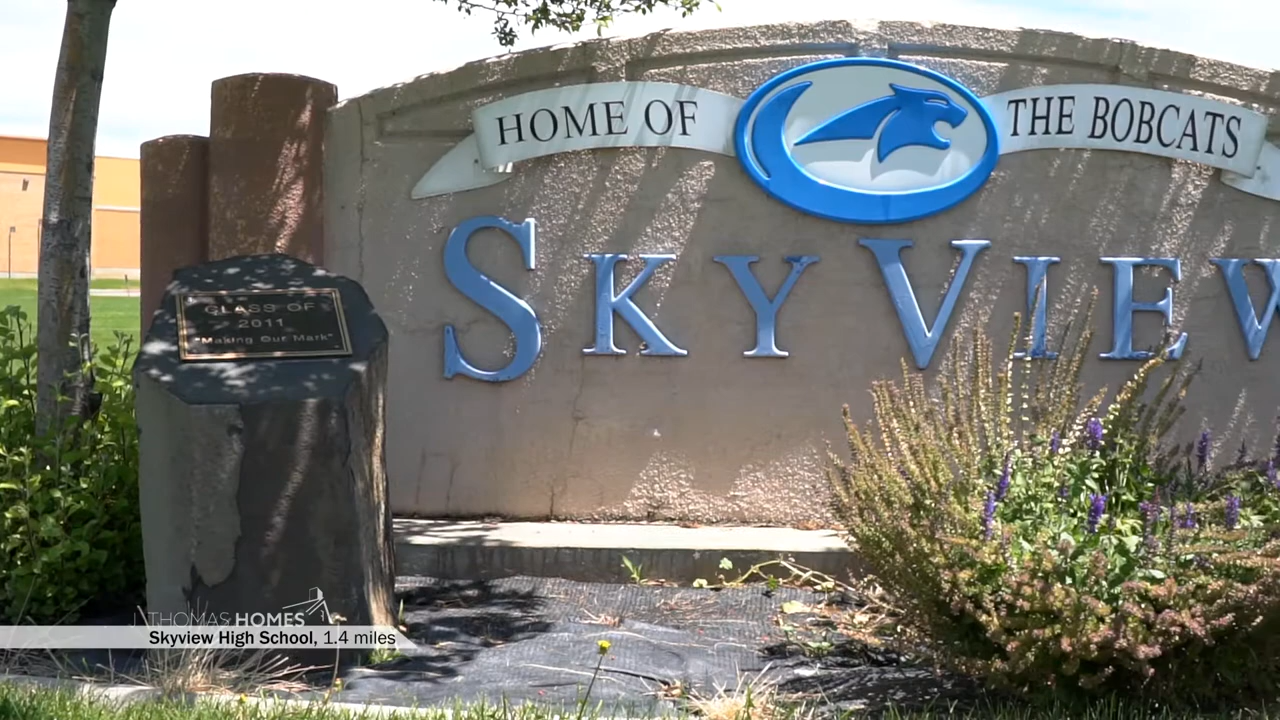 HOME OF THE BOBCATS
SKYVIEW
CLASS OF
2011
"Making Our Mark"
THOMAS HOMES
Skyview High School, 1.4 miles